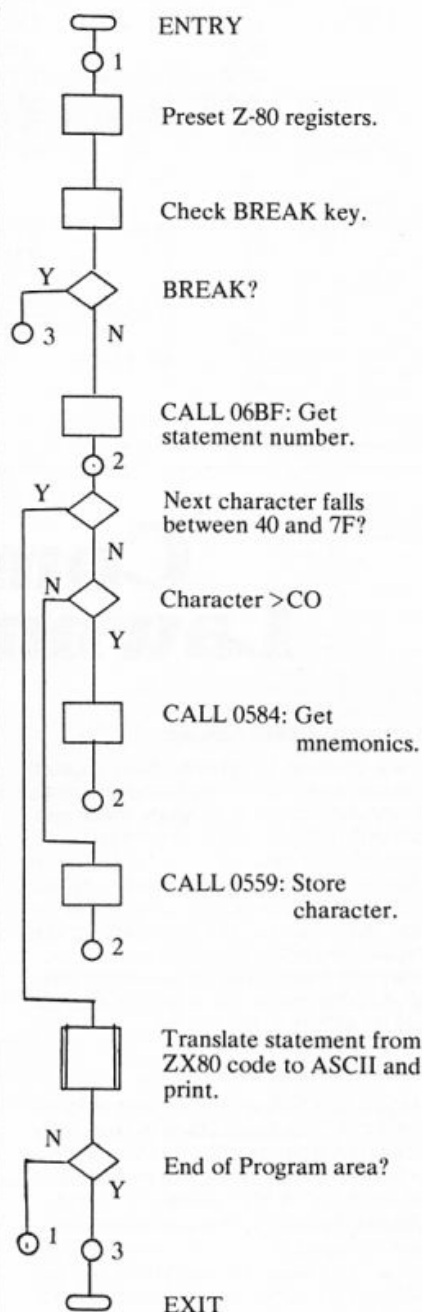 ENTRY
1
Preset Z-80 registers.
Check BREAK key.
Y
BREAK?
3
N
CALL 06BF: Get
statement number.
2
Y
Next character falls
between 40 and 7F?
N
N
Character >CO
Y
CALL 0584: Get
mnemonics.
2
CALL 0559: Store
character.
2
Translate statement from
ZX80 code to ASCII and
print.
N
End of Program area?
Y
1
3
EXIT